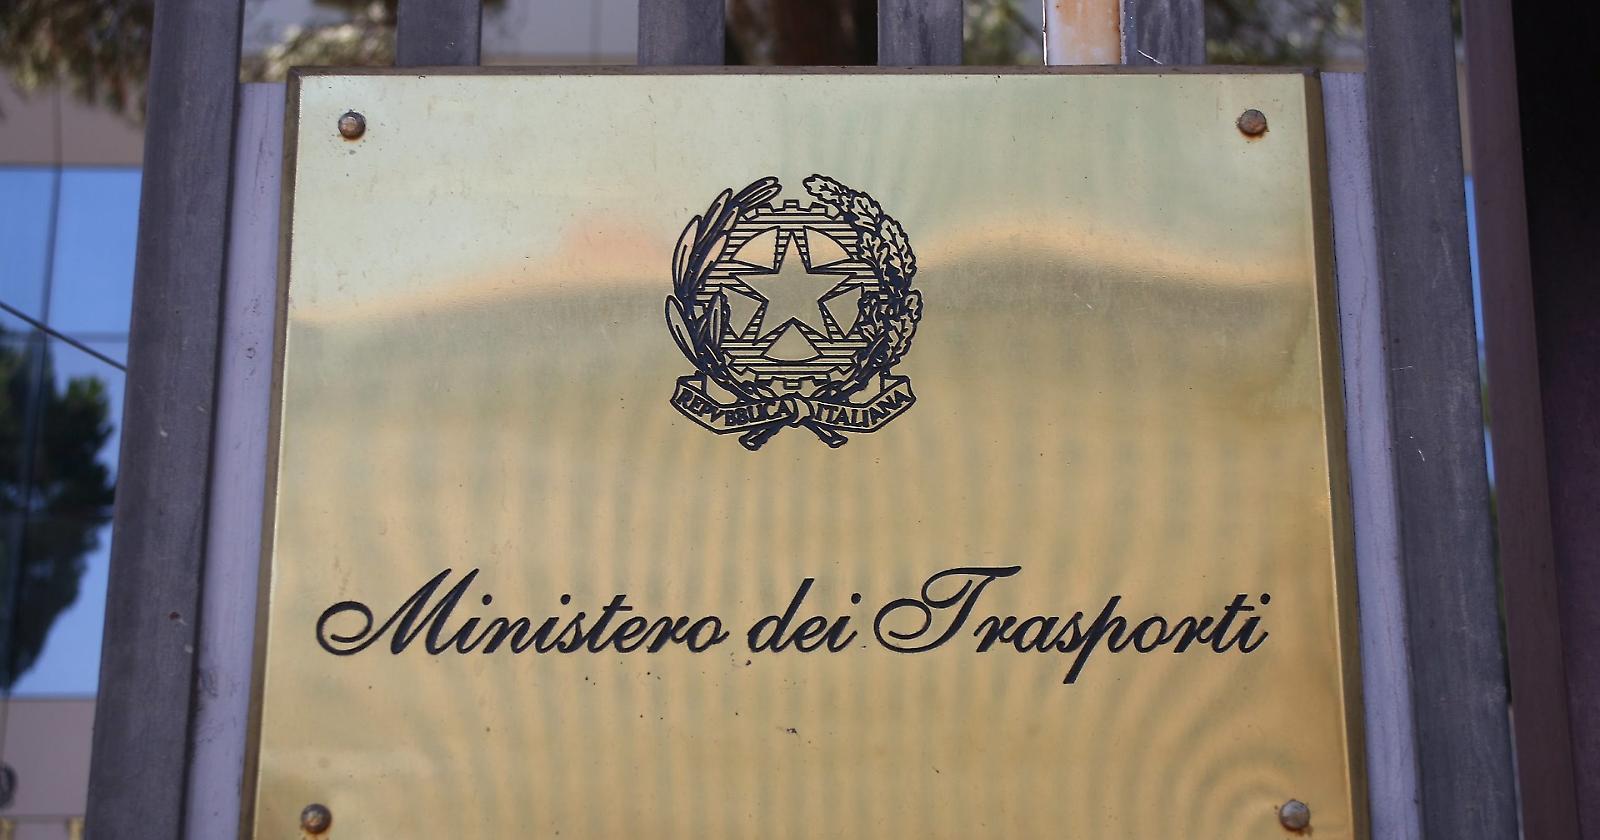 REPVBBLICA ITALIANA
Ministero dei Trasporti